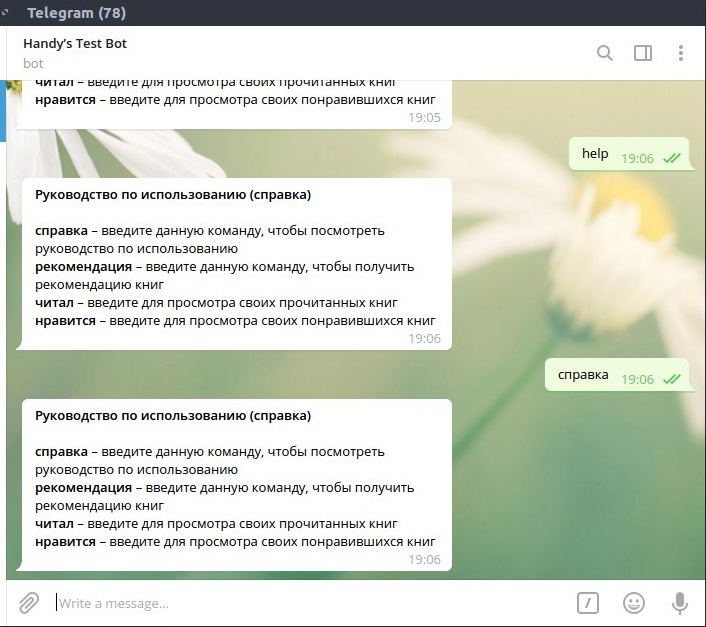 Telegram (78)
Handy's Test Bot
bot
читал – введите для просмотра своих прочитанных книг
нравится – введите для просмотра своих понравившихся книг
19:05
help 19:06
Руководство по использованию (справка)
справка – введите данную команду, чтобы посмотреть
руководство по использованию
рекомендация – введите данную команду, чтобы получить
рекомендацию книг
читал – введите для просмотра своих прочитанных книг
нравится – введите для просмотра своих понравившихся книг
19:06
справка 19:06
Руководство по использованию (справка)
справка – введите данную команду, чтобы посмотреть
руководство по использованию
рекомендация – введите данную команду, чтобы получить
рекомендацию книг
читал – введите для просмотра своих прочитанных книг
нравится – введите для просмотра своих понравившихся книг
19:06
Write a message...